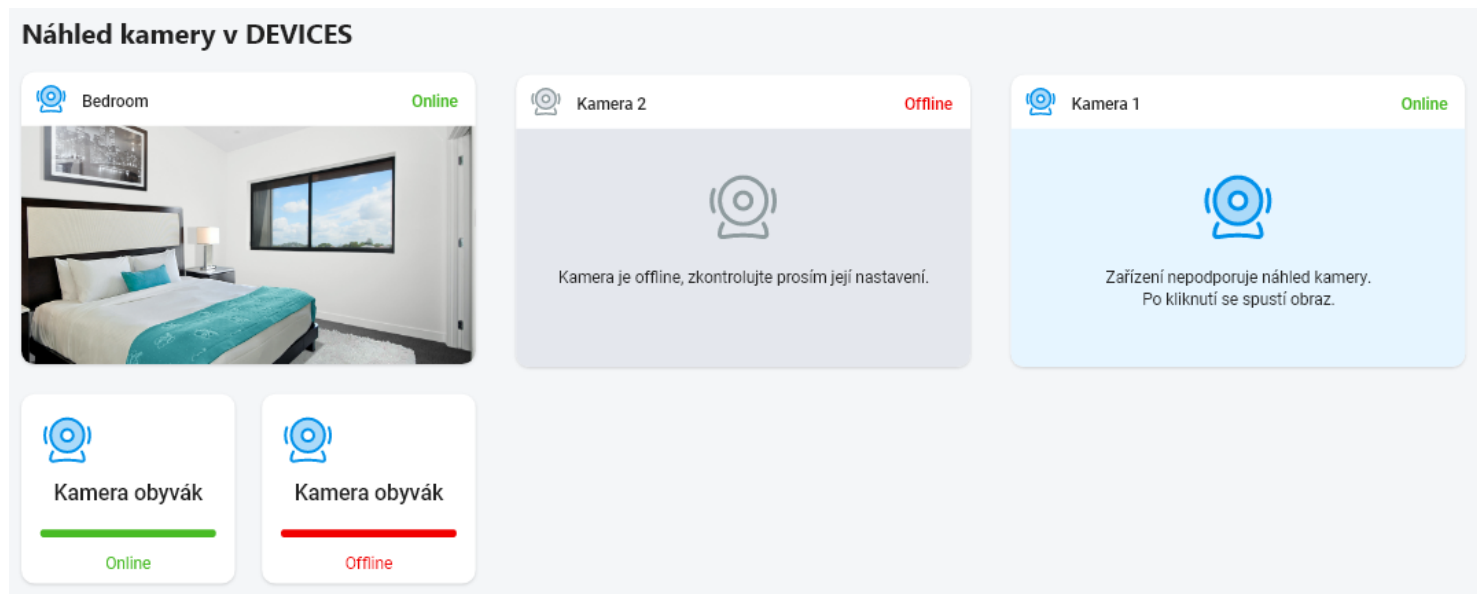 Náhled kamery v DEVICES
Bedroom
Online
Kamera 2
Offline
Kamera 1
Online
Kamera je offline, zkontrolujte prosím její nastavení.
Zařízení nepodporuje náhled kamery.
Po kliknutí se spustí obraz.
Kamera obyvák
Online
Kamera obyvák
Offline